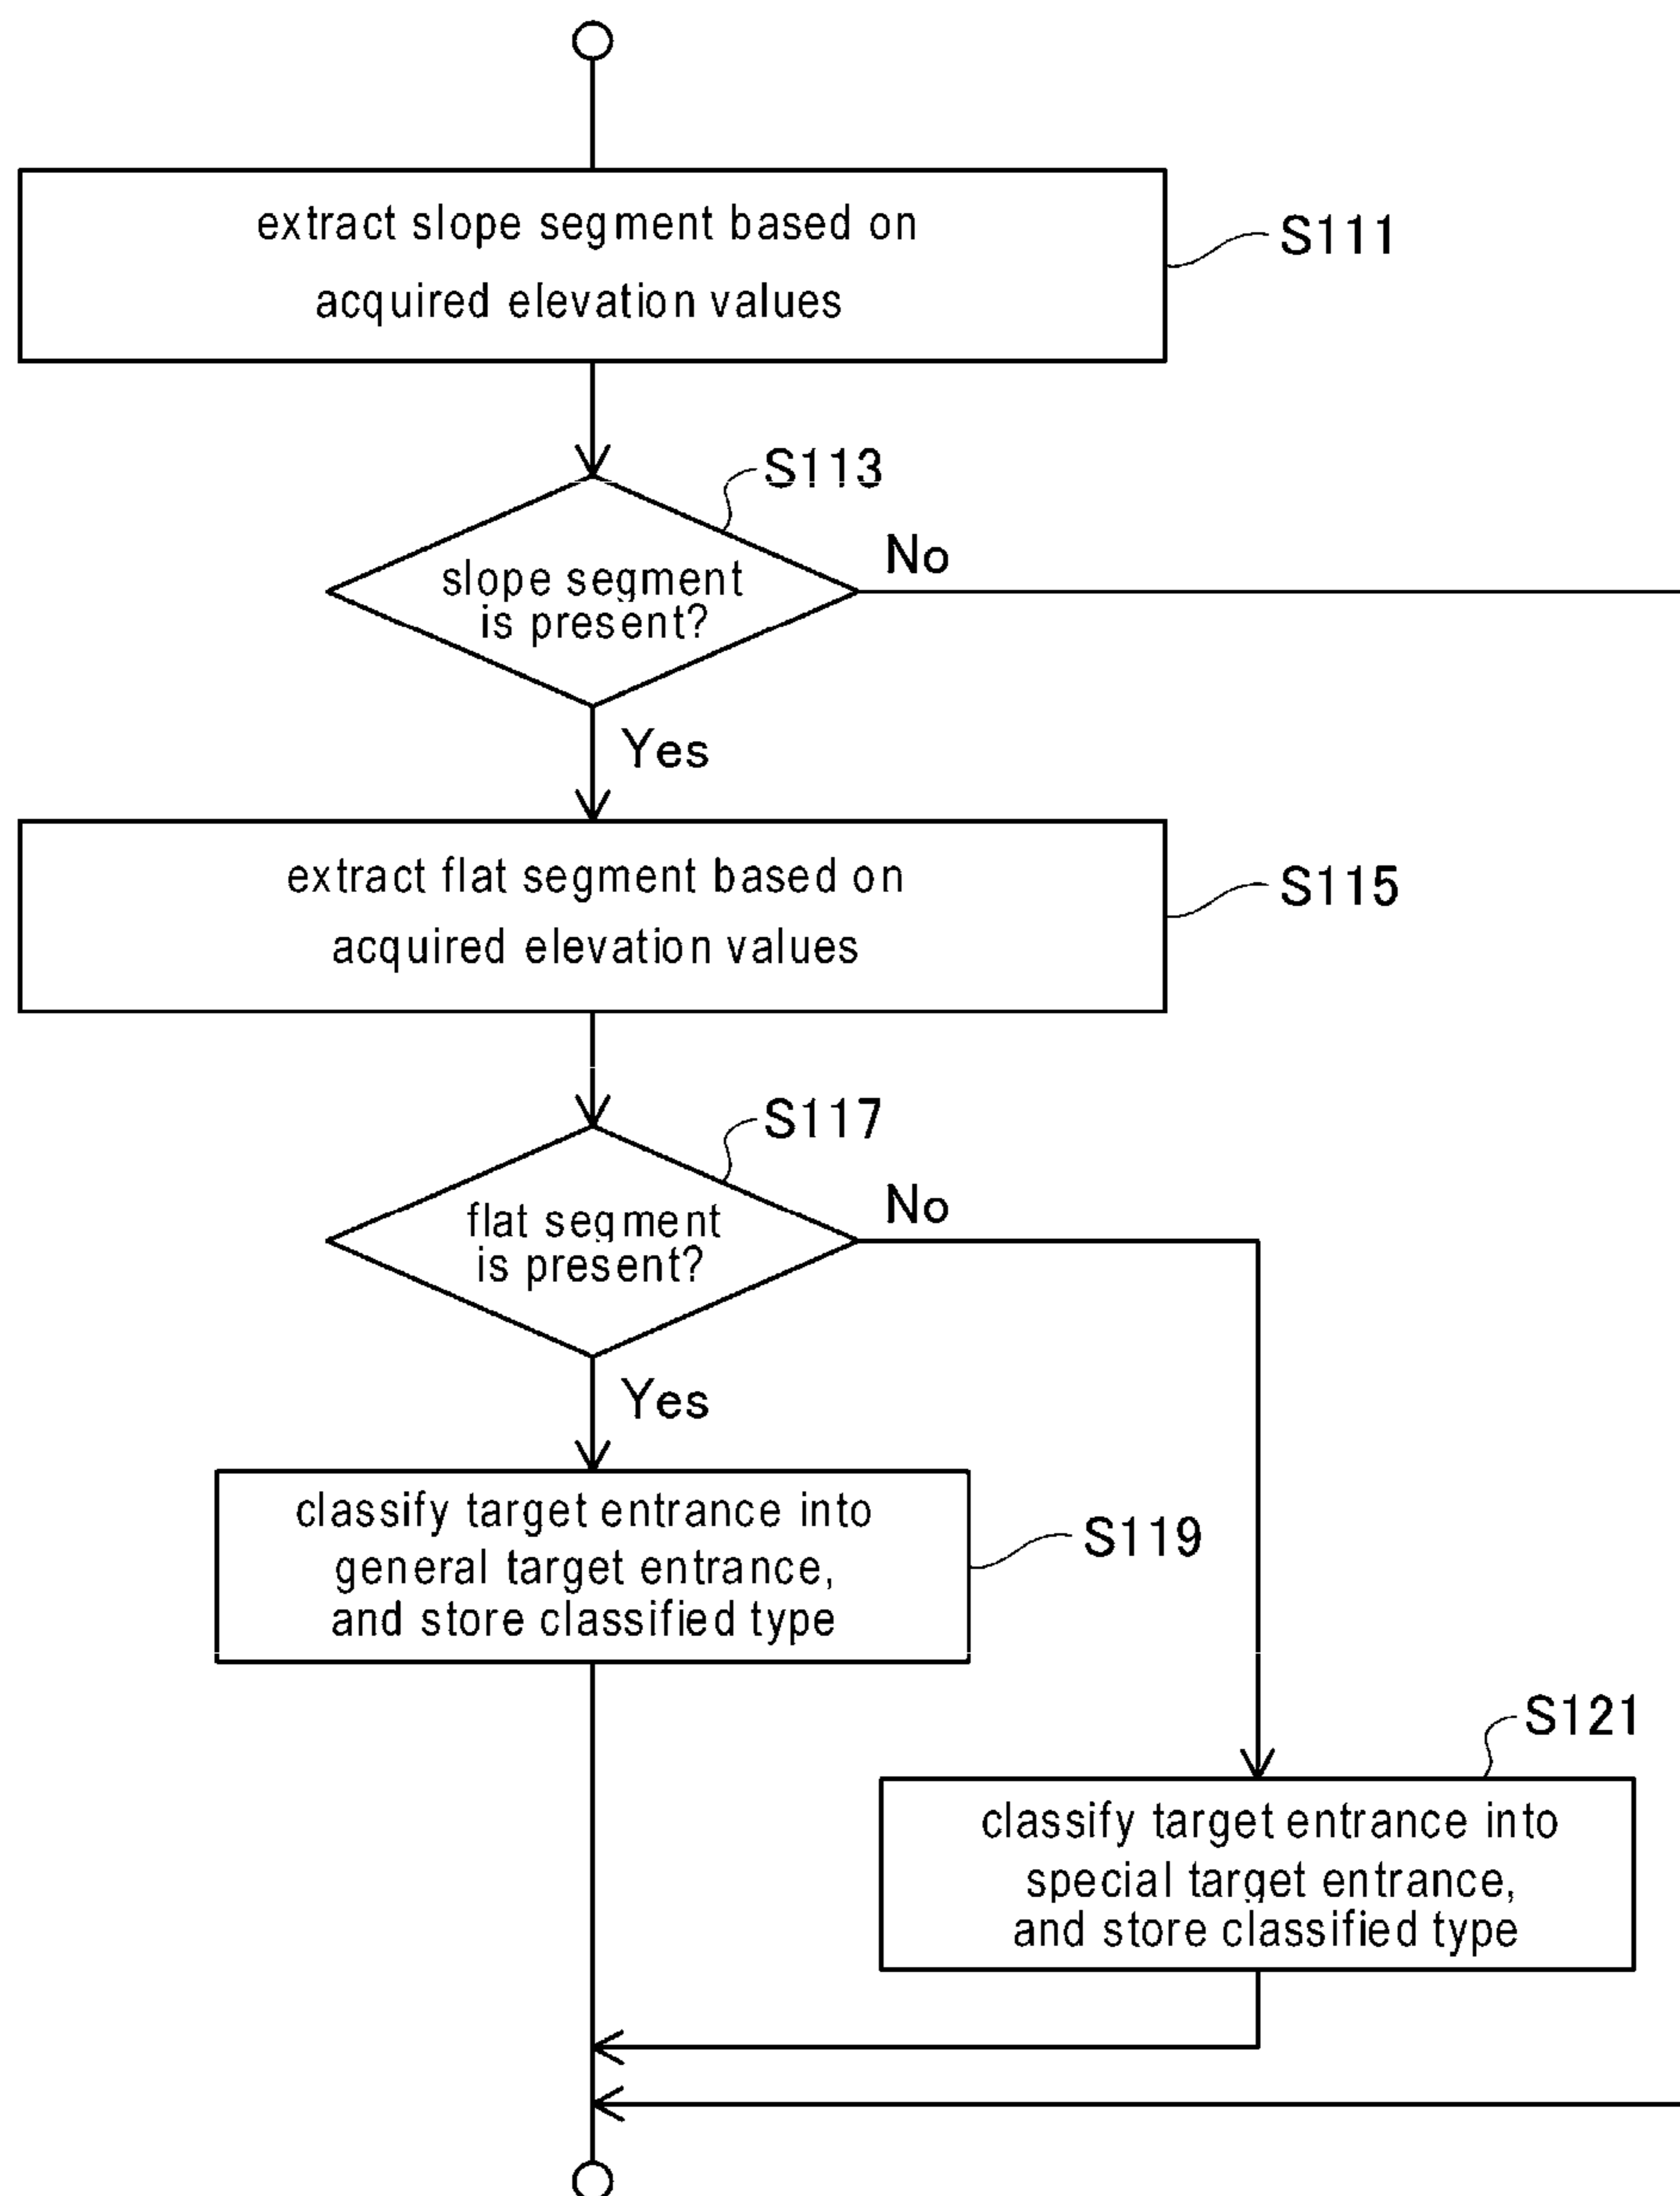 extract slope segment based on
acquired elevation values
S111
S113
slope segment
is present?
No
Yes
extract flat segment based on
acquired elevation values
S115
S117
flat segment
is present?
No
Yes
classify target entrance into
general target entrance,
and store classified type
S119
S121
classify target entrance into
special target entrance,
and store classified type